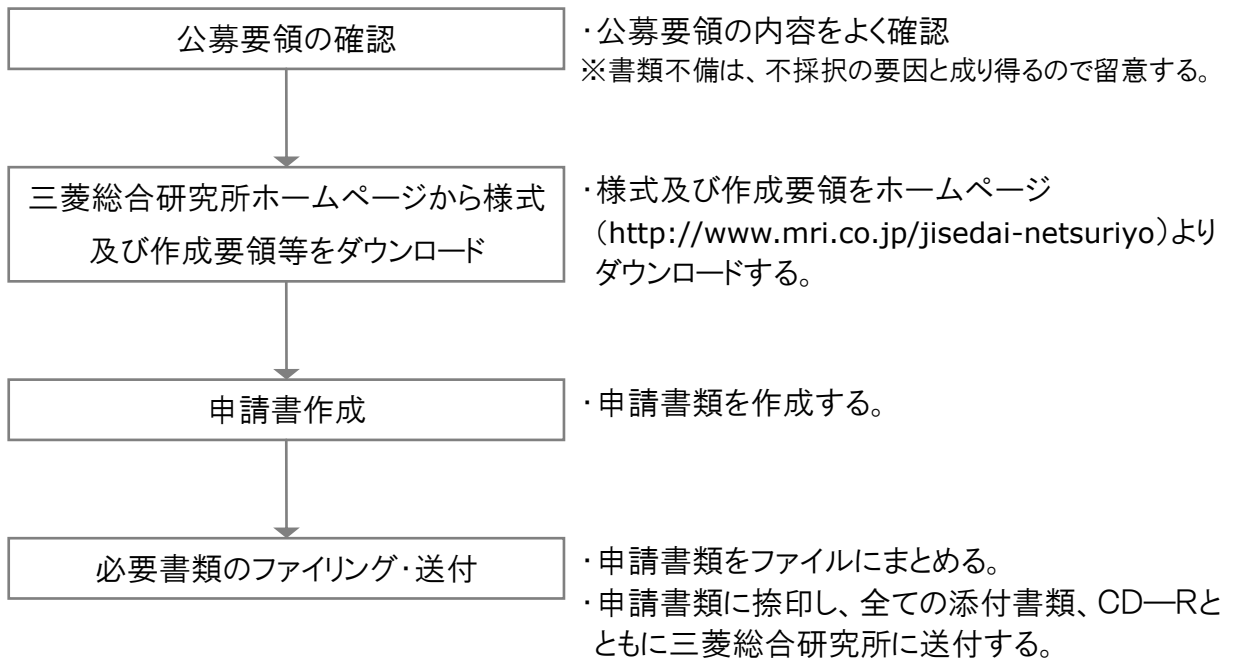 公募要領の確認
・公募要領の内容をよく確認
※書類不備は、不採択の要因と成り得るので留意する。
三菱総合研究所ホームページから様式
及び作成要領等をダウンロード
・様式及び作成要領をホームページ
（http://www.mri.co.jp/jisedai-netsuriyo）より
ダウンロードする。
申請書作成
・申請書類を作成する。
必要書類のファイリング・送付
・申請書類をファイルにまとめる。
・申請書類に捺印し、全ての添付書類、CD―Rと
ともに三菱総合研究所に送付する。